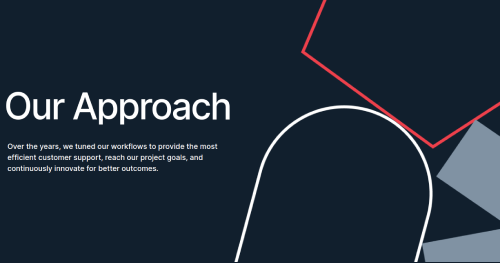 Our Approach
Over the years, we tuned our workflows to provide the most
efficient customer support, reach our project goals, and
continuously innovate for better outcomes.